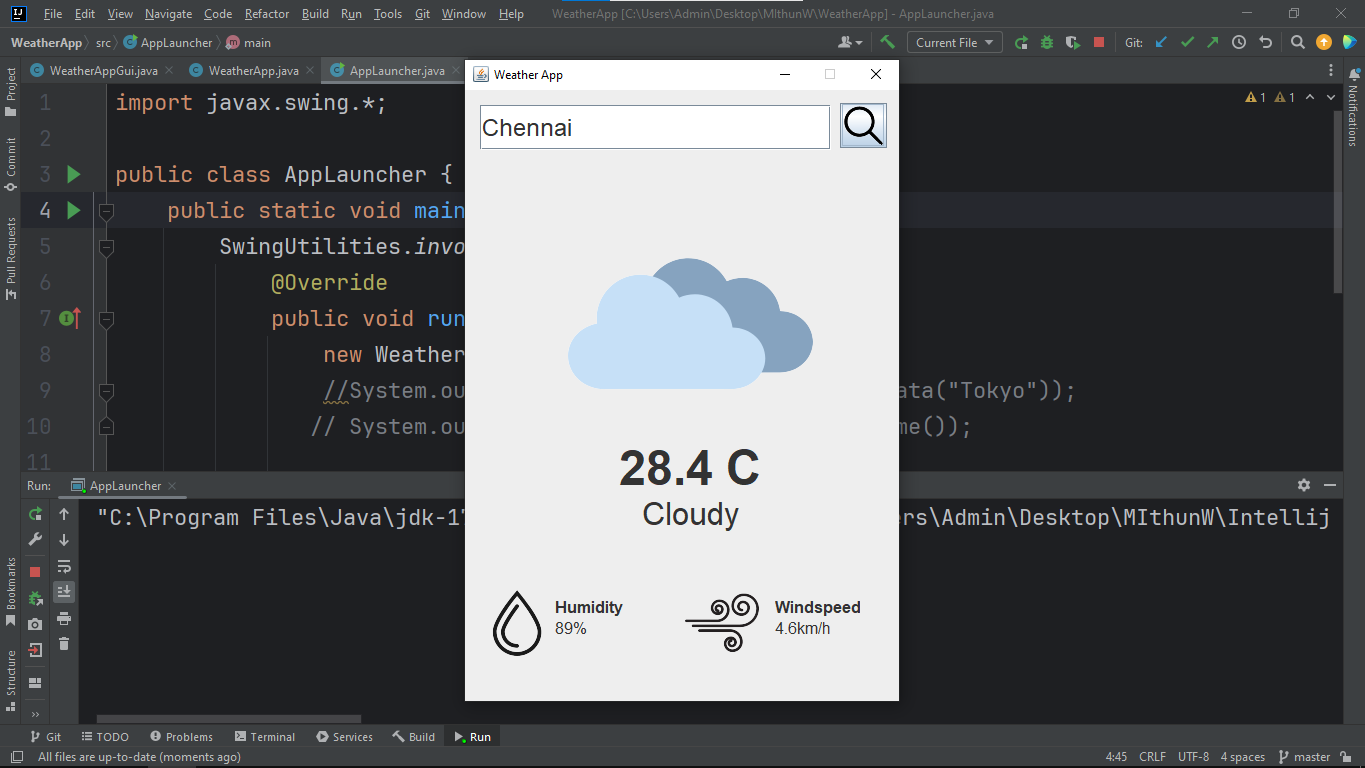 File Edit View Navigate Code Refactor Build Run Tools Git Window Help WeatherApp [C:\Users\Admin\Desktop\MIthunW\WeatherApp] - AppLauncher.java
WeatherApp src AppLauncher main Current File Git:
WeatherAppGui.java WeatherApp.java AppLauncher.java
Project
Commit
Pull Requests
Bookmarks
Structure
Notifications
1 1
1 import javax.swing.*;
2
3 public class AppLauncher {
4 public static void main
5 SwingUtilities.invo
6 @Override
7 public void run
8 new Weather
9 //System.ou ata("Tokyo"));
10 // System.ou me());
11
Weather App
Chennai
28.4 C
Cloudy
Humidity
89%
Windspeed
4.6km/h
Run: AppLauncher
"C:\Program Files\Java\jdk-17 ers\Admin\Desktop\MIthunW\Intellij
Git TODO Problems Terminal Services Build Run
All files are up-to-date (moments ago) 4:45 CRLF UTF-8 4 spaces master